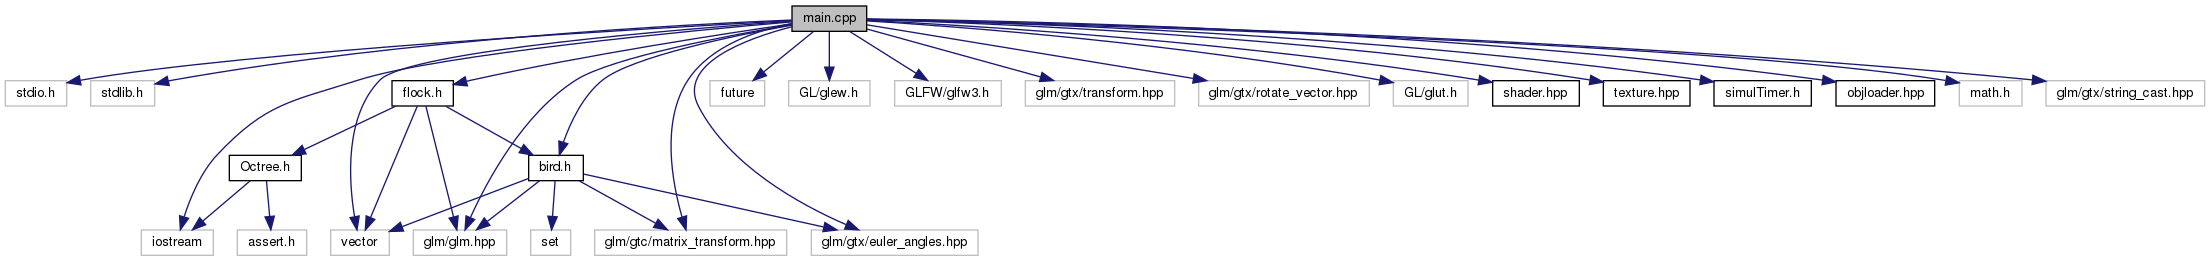 main.cpp
stdio.h
stdlib.h
flock.h
future
GL/glew.h
GLFW/glfw3.h
glm/gtx/transform.hpp
glm/gtx/rotate_vector.hpp
GL/glut.h
shader.hpp
texture.hpp
simulTimer.h
objloader.hpp
math.h
glm/gtx/string_cast.hpp
Octree.h
bird.h
iostream
assert.h
vector
glm/glm.hpp
set
glm/gtc/matrix_transform.hpp
glm/gtx/euler_angles.hpp